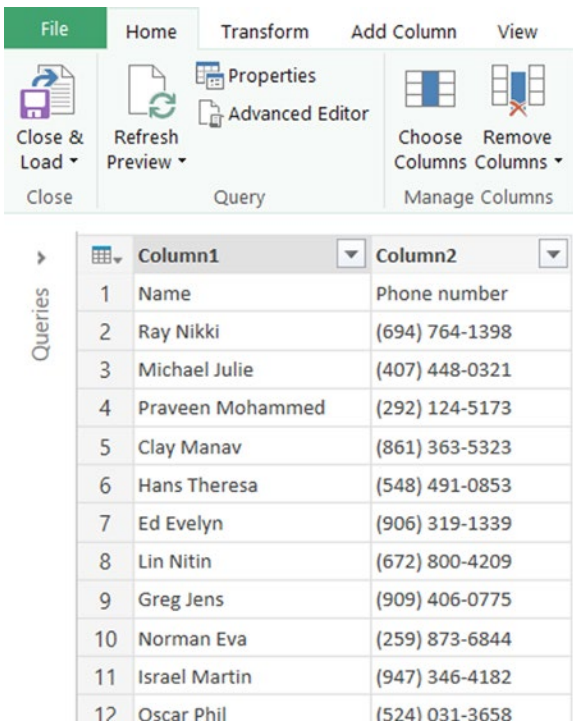 File Home Transform Add Column View
Properties
Advanced Editor
Close & Load
Refresh Preview
Choose Columns
Remove Columns
Close Query Manage Columns
Queries
Column1 Column2
1 Name Phone number
2 Ray Nikki (694) 764-1398
3 Michael Julie (407) 448-0321
4 Praveen Mohammed (292) 124-5173
5 Clay Manav (861) 363-5323
6 Hans Theresa (548) 491-0853
7 Ed Evelyn (906) 319-1339
8 Lin Nitin (672) 800-4209
9 Greg Jens (909) 406-0775
10 Norman Eva (259) 873-6844
11 Israel Martin (947) 346-4182
12 Oscar Phil (524) 031-3658